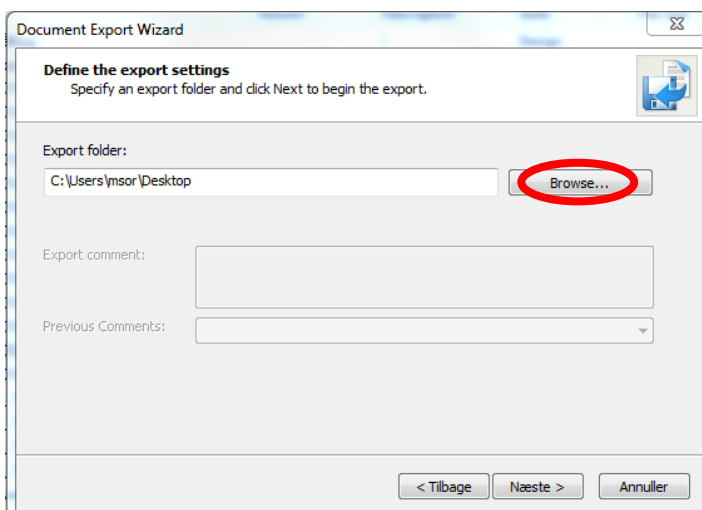 Document Export Wizard
Define the export settings
Specify an export folder and click Next to begin the export.
Export folder:
C:\Users\msor\Desktop
Browse...
Export comment:
Previous Comments:
< Tilbage
Næste >
Annuller